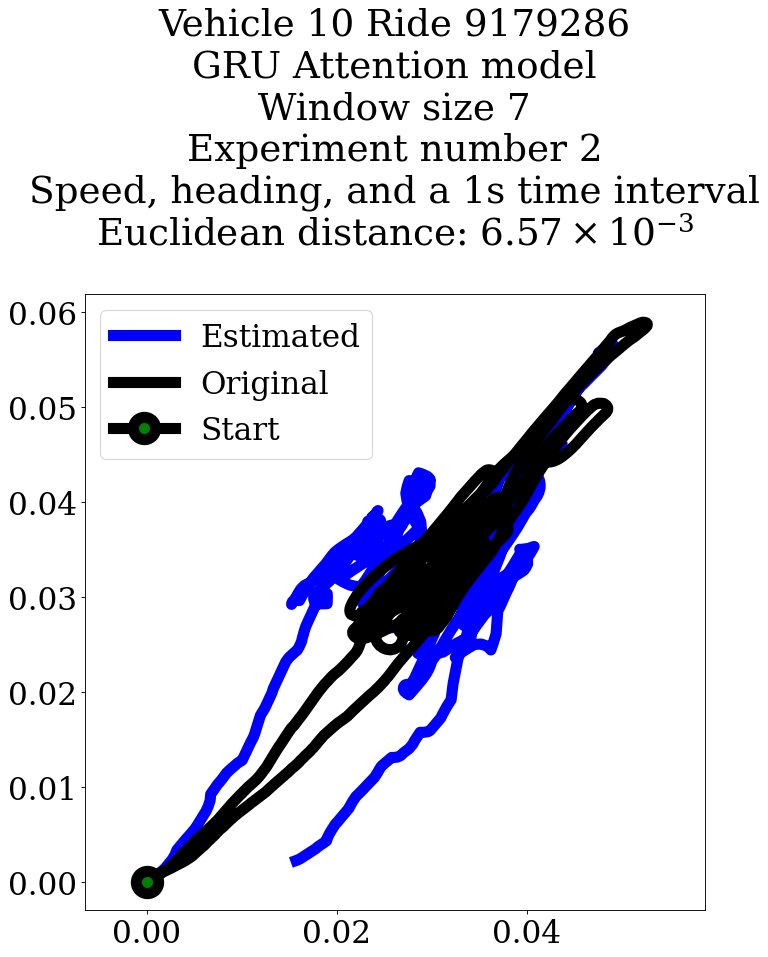 Vehicle 10 Ride 9179286
GRU Attention model
Window size 7
Experiment number 2
Speed, heading, and a 1s time interval
Euclidean distance: 6.57 × 10⁻³
0.06
Estimated
Original
Start
0.05
0.04
0.03
0.02
0.01
0.00
0.00 0.02 0.04